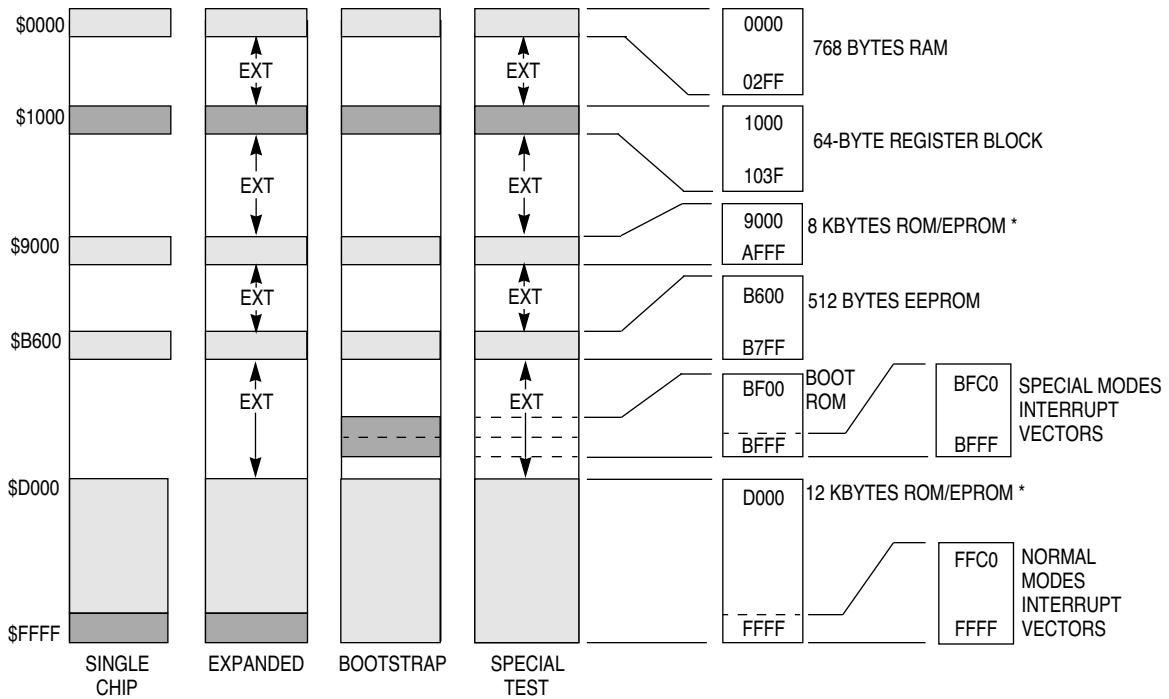 $0000
$1000
$9000
$B600
$D000
$FFFF
EXT
EXT
EXT
EXT
EXT
EXT
EXT
EXT
SINGLE
CHIP
EXPANDED
BOOTSTRAP
SPECIAL
TEST
0000
02FF
768 BYTES RAM
1000
103F
64-BYTE REGISTER BLOCK
9000
AFFF
8 KBYTES ROM/EPROM *
B600
B7FF
512 BYTES EEPROM
BF00
BFFF
BOOT
ROM
BFC0
BFFF
SPECIAL MODES
INTERRUPT
VECTORS
D000
FFFF
12 KBYTES ROM/EPROM *
FFC0
FFFF
NORMAL
MODES
INTERRUPT
VECTORS